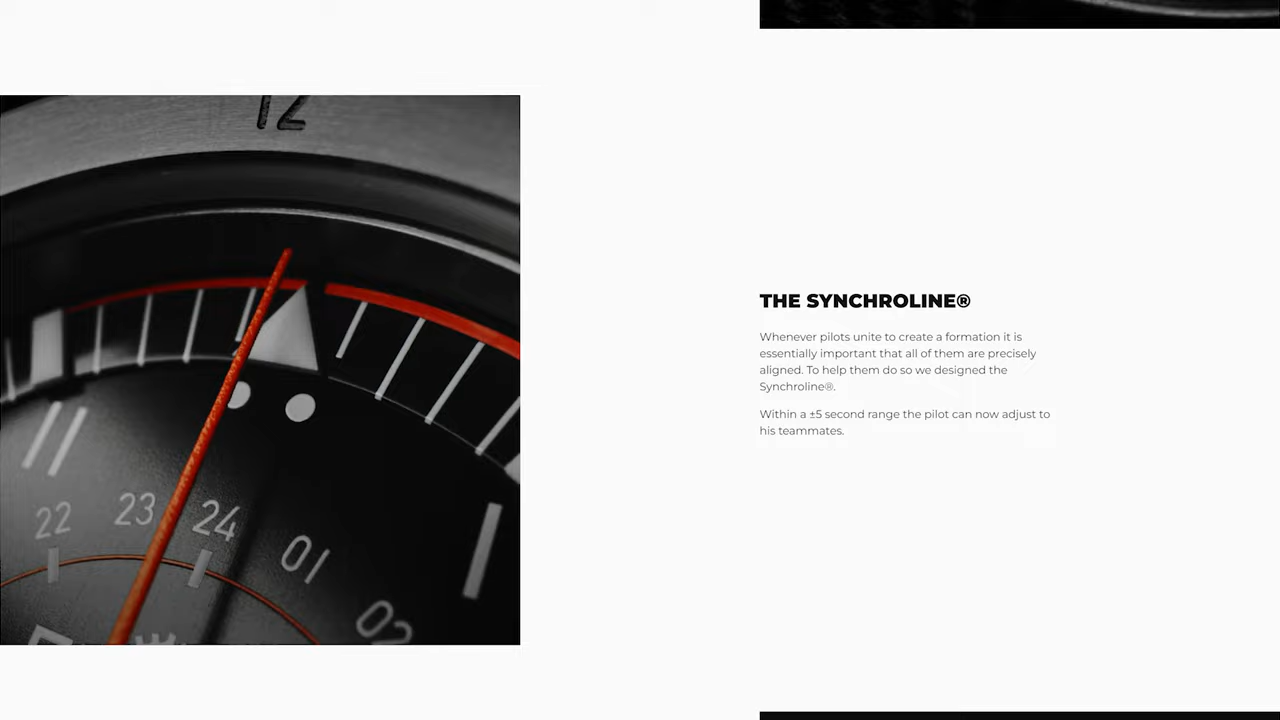 12
22 23 24 01 02
THE SYNCHROLINE®
Whenever pilots unite to create a formation it is
essentially important that all of them are precisely
aligned. To help them do so we designed the
Synchroline®.
Within a ±5 second range the pilot can now adjust to
his teammates.